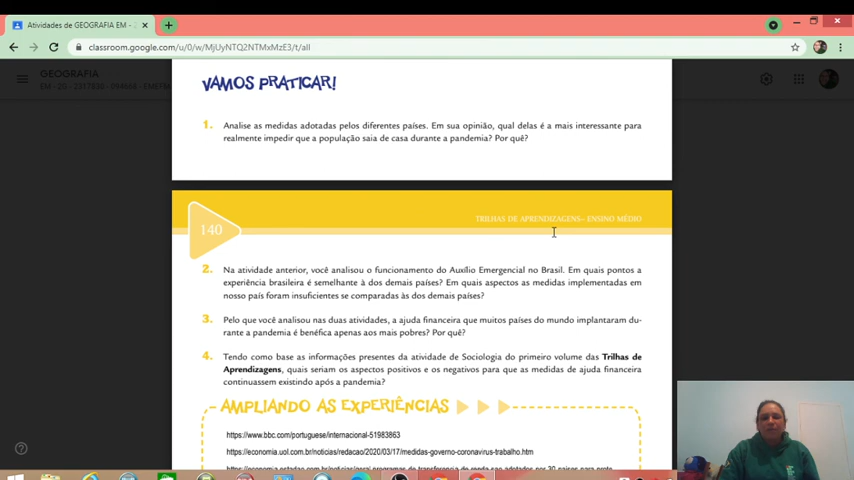 Atividades de GEOGRAFIA EM - 2
classroom.google.com/u/0/w/MjUyNTQ2NTMxMzE3/t/all
GEOGRAFIA
VAMOS PRATICAR!
1. Analise as medidas adotadas pelos diferentes países. Em sua opinião, qual delas é a mais interessante para
realmente impedir que a população saia de casa durante a pandemia? Por quê?
TRILHAS DE APRENDIZAGENS– ENSINO MÉDIO
140
2. Na atividade anterior, você analisou o funcionamento do Auxílio Emergencial no Brasil. Em quais pontos a
experiência brasileira é semelhante à dos demais países? Em quais aspectos as medidas implementadas em
nosso país foram insuficientes se comparadas às dos demais países?
3. Pelo que você analisou nas duas atividades, a ajuda financeira que muitos países do mundo implantaram du-
rante a pandemia é benéfica apenas aos mais pobres? Por quê?
4. Tendo como base as informações presentes da atividade de Sociologia do primeiro volume das Trilhas de
Aprendizagens, quais seriam os aspectos positivos e os negativos para que as medidas de ajuda financeira
continuassem existindo após a pandemia?
AMPLIANDO AS EXPERIÊNCIAS
https://www.bbc.com/portuguese/internacional-51983863
https://economia.uol.com.br/noticias/redacao/2020/03/17/medidas-governo-coronavirus-trabalho.htm